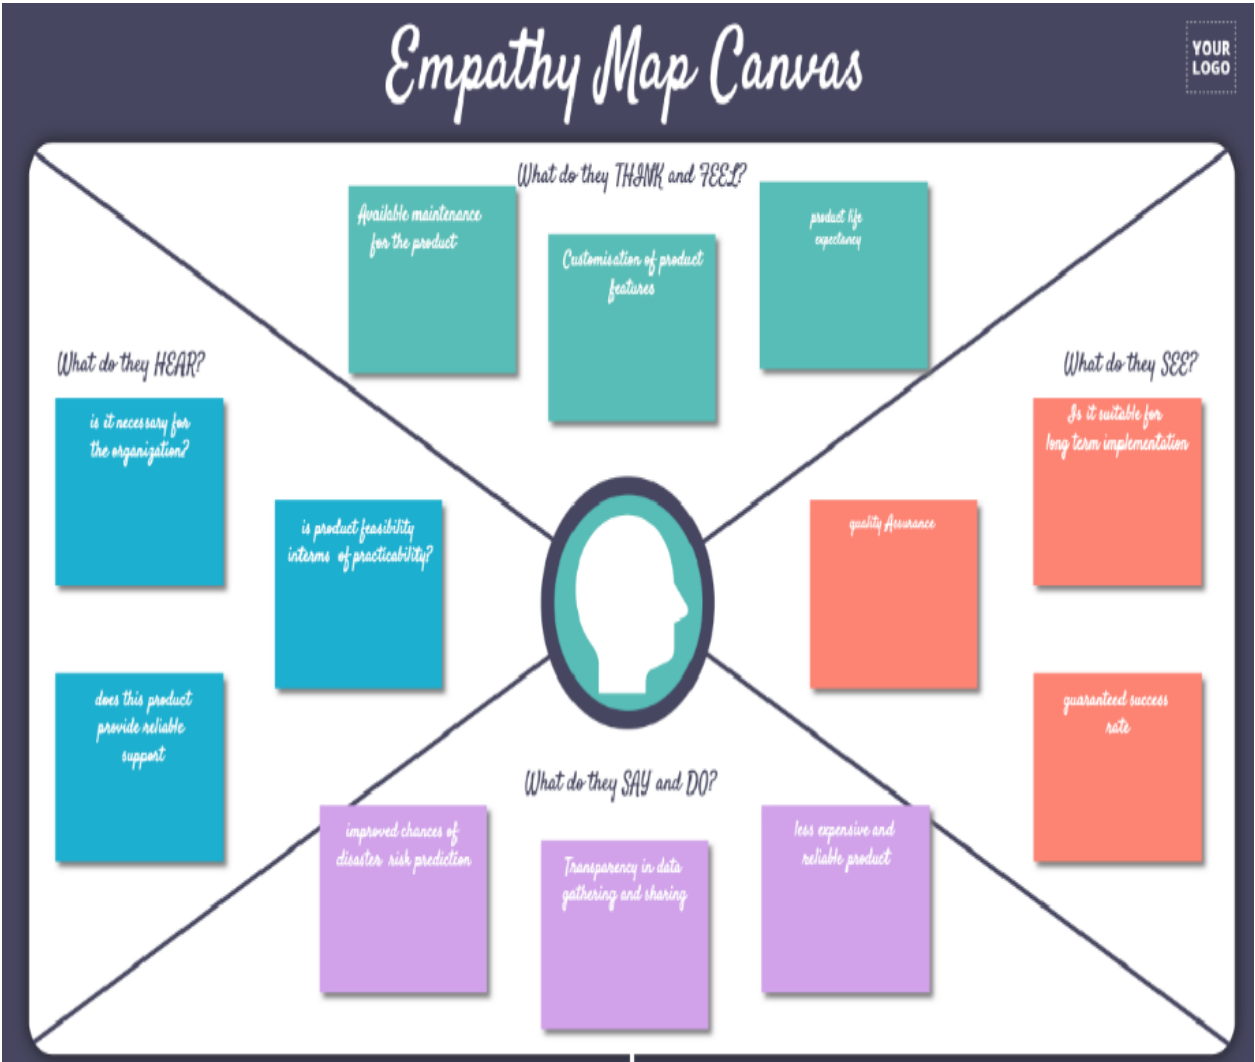 Empathy Map Canvas
YOUR
LOGO
What do they THINK and FEEL?
Available maintenance
for the product
Customisation of product
features
product life
expectancy
What do they HEAR?
is it necessary for
the organization?
is product feasibility
interms of practicability?
does this product
provide reliable
support
What do they SEE?
Is it suitable for
long term implementation
quality Assurance
guaranteed success
rate
What do they SAY and DO?
improved chances of
disaster risk prediction
Transparency in data
gathering and sharing
less expensive and
reliable product